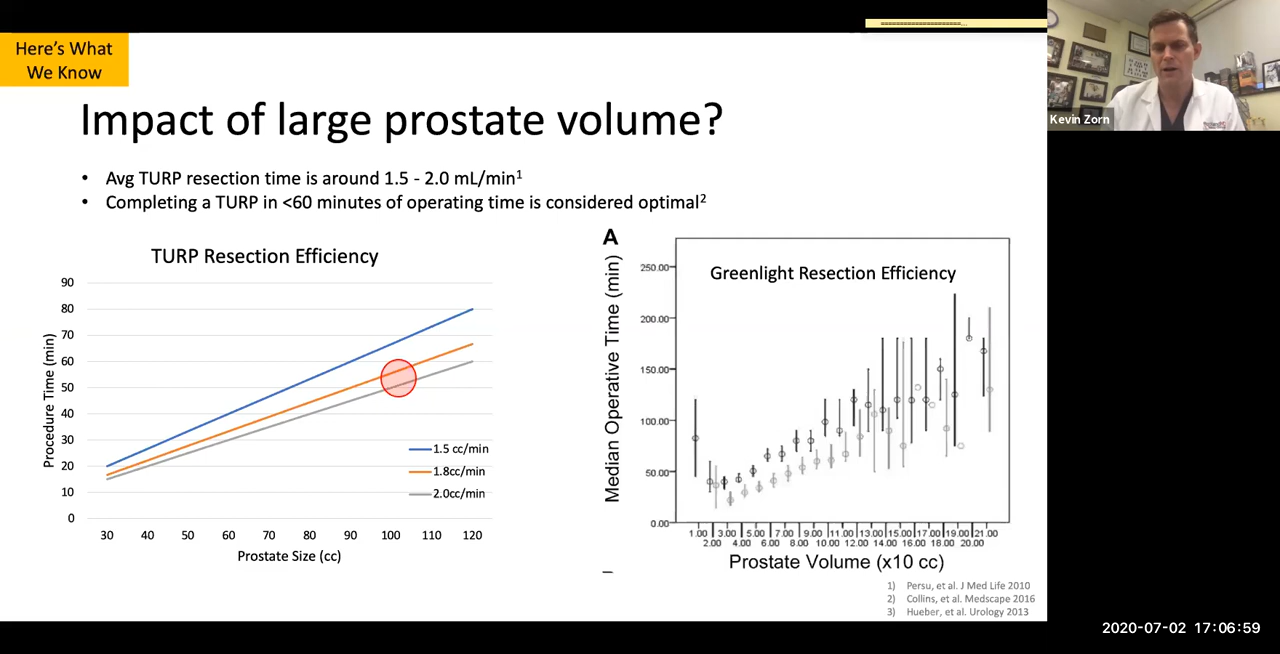 Here's What
We Know
Impact of large prostate volume?
• Avg TURP resection time is around 1.5 - 2.0 mL/min1
• Completing a TURP in <60 minutes of operating time is considered optimal2
TURP Resection Efficiency
90
80
70
60
50
40
30
20
10
0
Procedure Time (min)
1.5 cc/min
1.8cc/min
2.0cc/min
30 40 50 60 70 80 90 100 110 120
Prostate Size (cc)
A
Greenlight Resection Efficiency
250.00
200.00
150.00
100.00
50.00
0.00
Median Operative Time (min)
1.00 3.00 5.00 7.00 9.00 11.00 13.00 15.00 17.00 19.00 21.00
2.00 4.00 6.00 8.00 10.00 12.00 14.00 16.00 18.00 20.00
Prostate Volume (x10 cc)
1) Persu, et al. J Med Life 2010
2) Collins, et al. Medscape 2016
3) Hueber, et al. Urology 2013
Kevin Zorn
2020-07-02 17:06:59